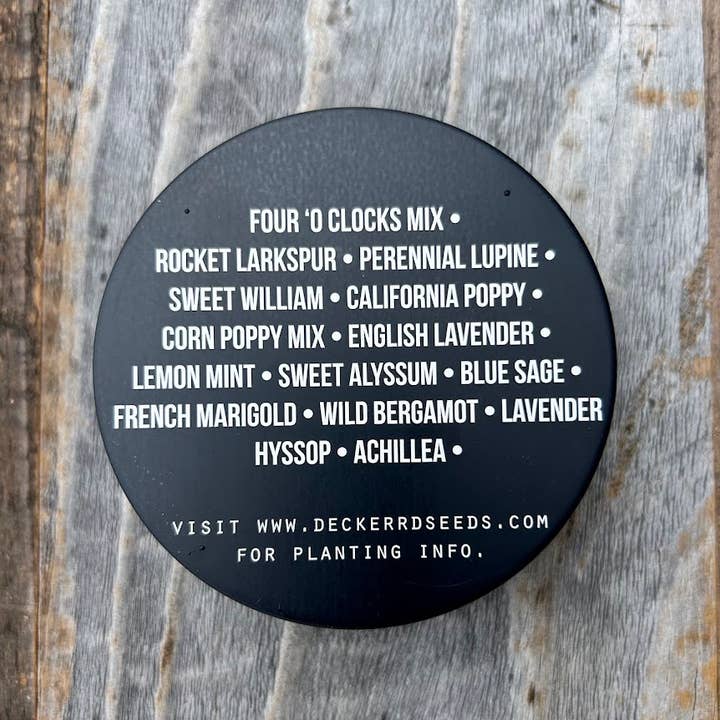 FOUR ‘O CLOCKS MIX •
ROCKET LARKSPUR • PERENNIAL LUPINE •
SWEET WILLIAM • CALIFORNIA POPPY •
CORN POPPY MIX • ENGLISH LAVENDER •
LEMON MINT • SWEET ALYSSUM • BLUE SAGE •
FRENCH MARIGOLD • WILD BERGAMOT • LAVENDER
HYSSOP • ACHILLEA •
VISIT WWW.DECKERRDSEEDS.COM
FOR PLANTING INFO.